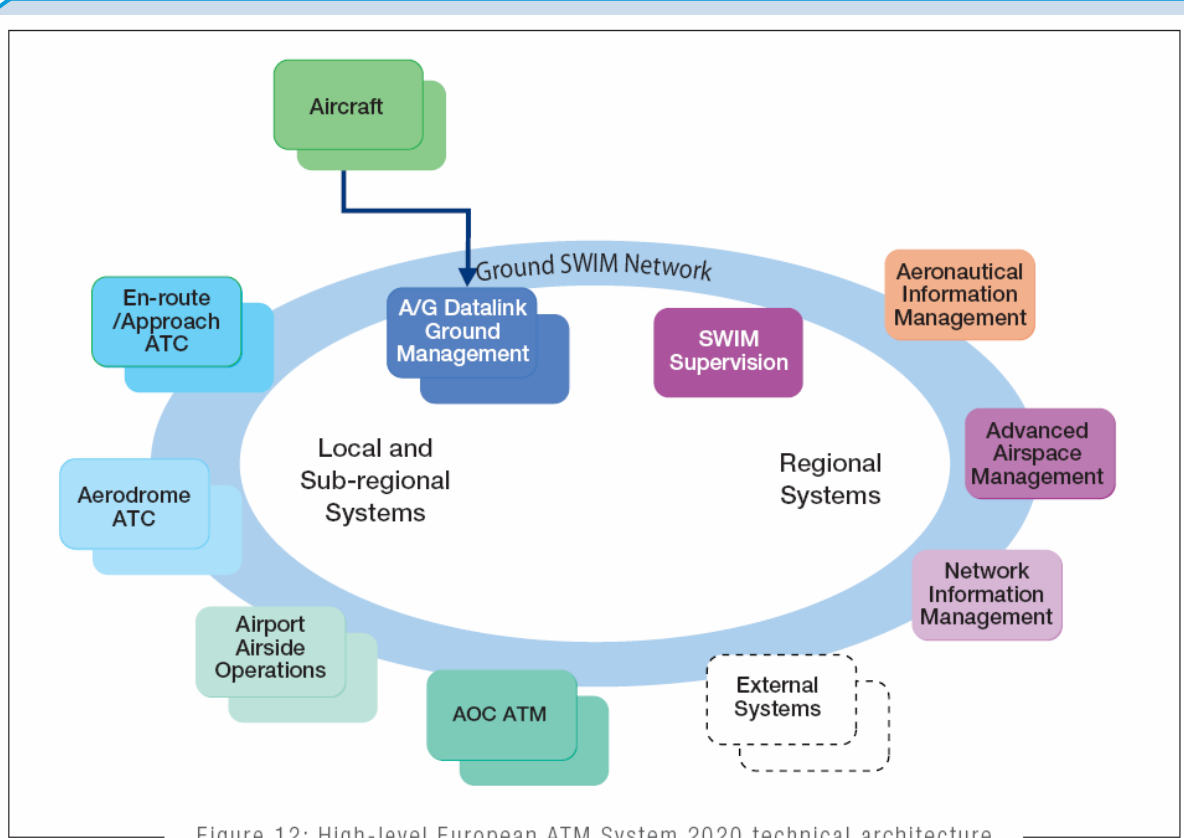 Aircraft
Ground SWIM Network
En-route
/Approach
ATC
A/G Datalink
Ground
Management
SWIM
Supervision
Aeronautical
Information
Management
Local and
Sub-regional
Systems
Regional
Systems
Advanced
Airspace
Management
Aerodrome
ATC
Network
Information
Management
Airport
Airside
Operations
AOC ATM
External
Systems
Figure 12: High-level European ATM System 2020 technical architecture